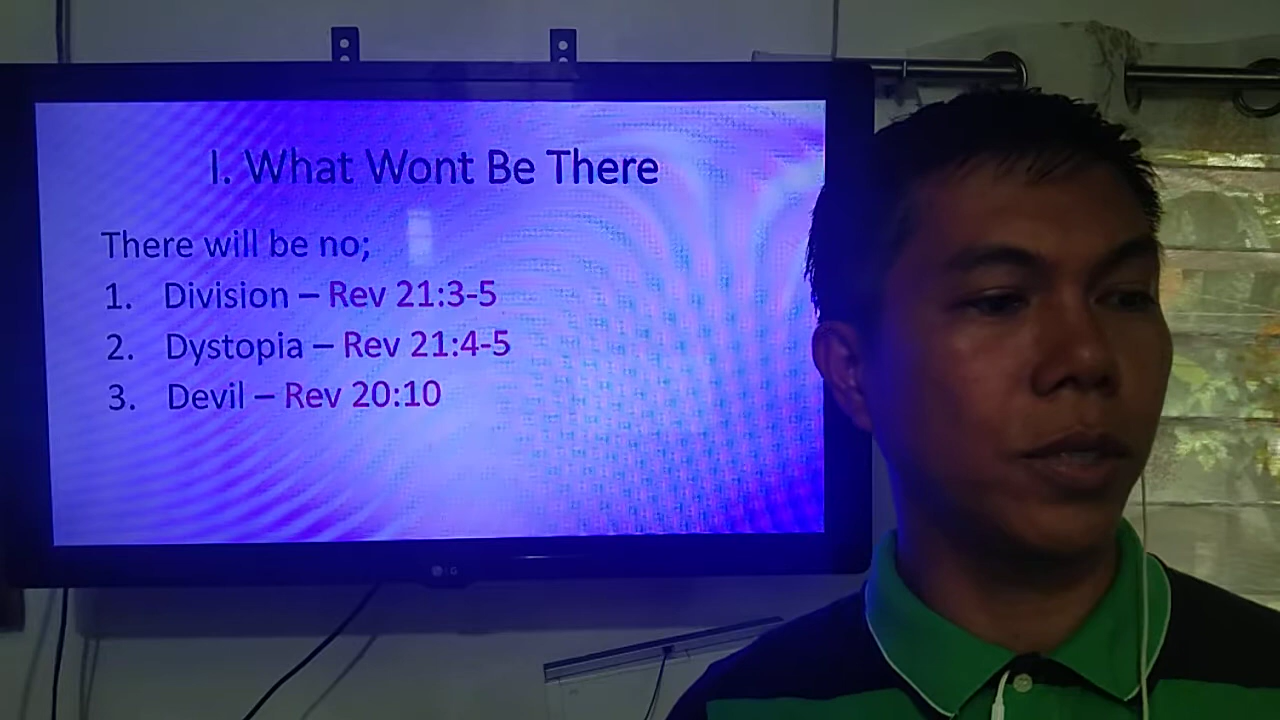 I. What Wont Be There
There will be no;
1. Division – Rev 21:3-5
2. Dystopia – Rev 21:4-5
3. Devil – Rev 20:10
LG